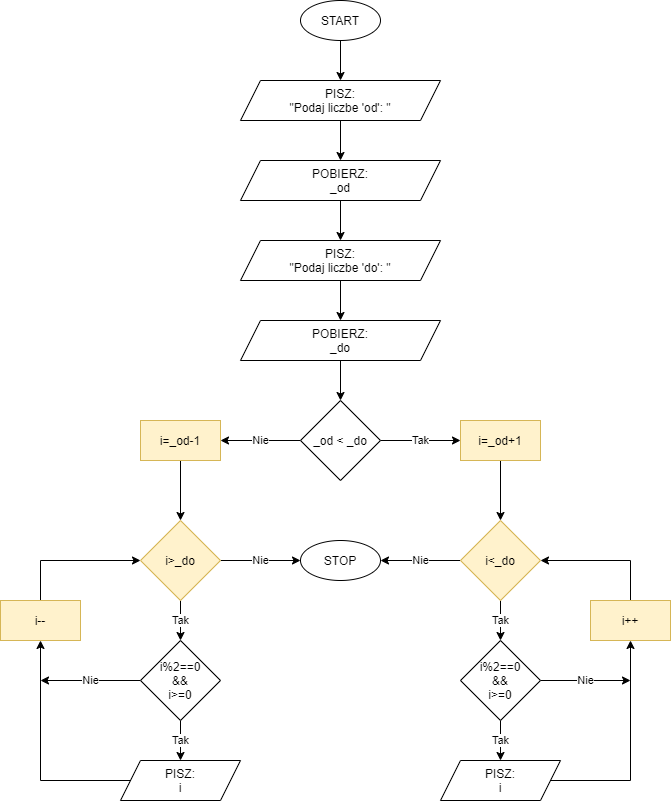 START
PISZ:
"Podaj liczbe 'od': "
POBIERZ:
_od
PISZ:
"Podaj liczbe 'do': "
POBIERZ:
_do
i=_od-1
Nie
_od < _do
Tak
i=_od+1
i>_do
Nie
STOP
Nie
i<_do
i--
Tak
Tak
i++
Nie
i%2==0
&&
i>=0
i%2==0
&&
i>=0
Nie
Tak
Tak
PISZ:
i
PISZ:
i